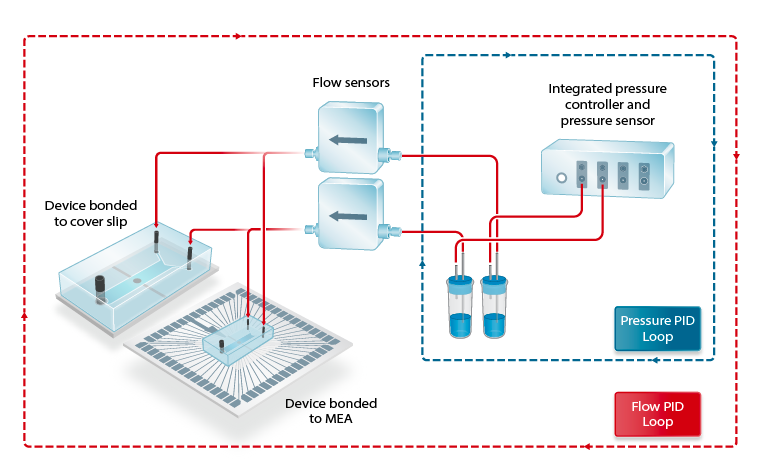 Flow sensors
Integrated pressure
controller and
pressure sensor
Device bonded
to cover slip
Pressure PID
Loop
Device bonded
to MEA
Flow PID
Loop